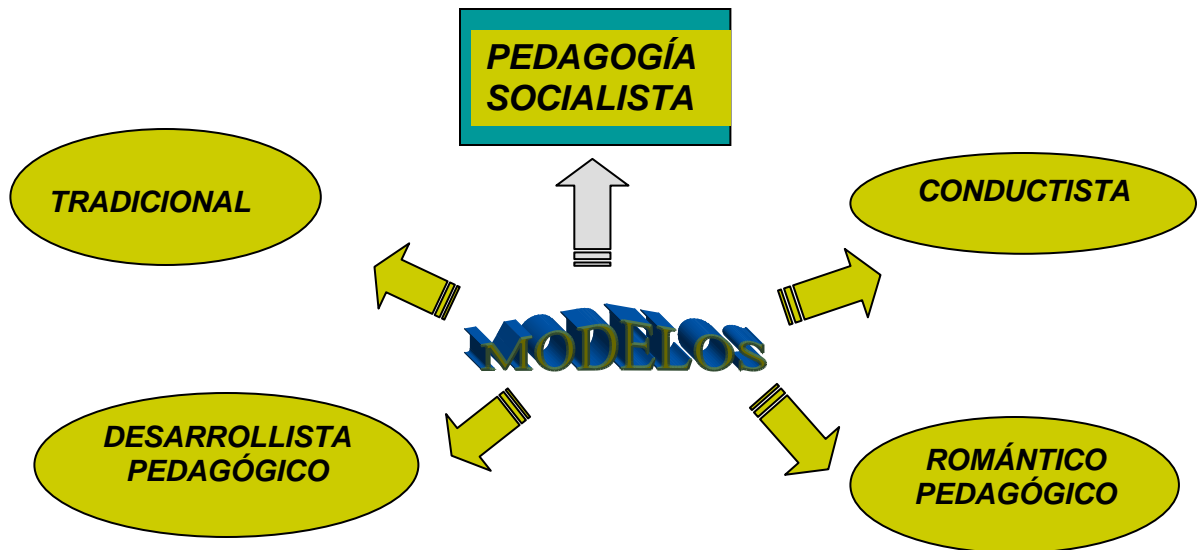 PEDAGOGÍA
SOCIALISTA
TRADICIONAL
CONDUCTISTA
MODELOS
DESARROLLISTA
PEDAGÓGICO
ROMÁNTICO
PEDAGÓGICO